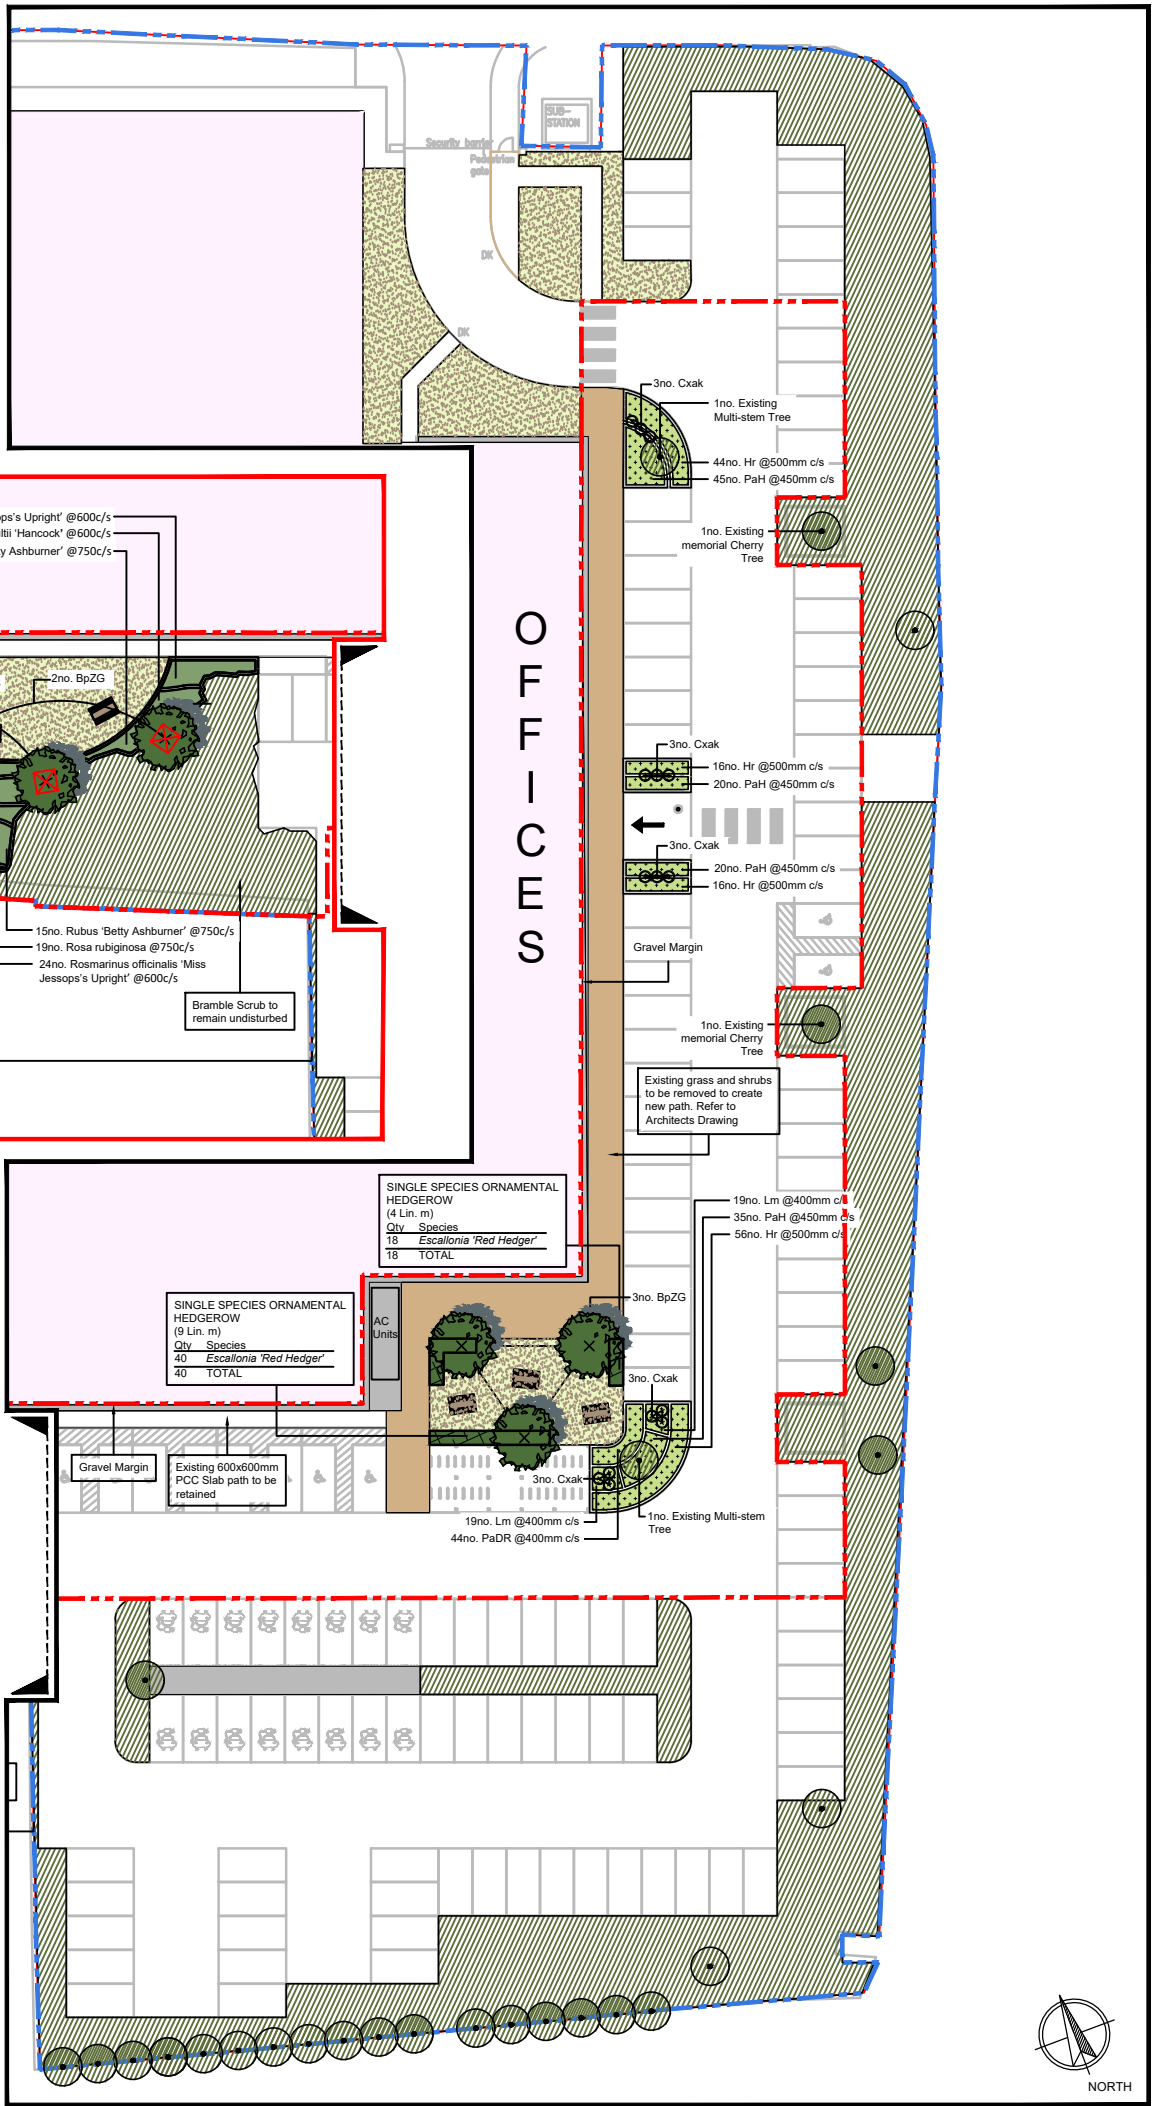 SUB-
STATION
Security barrier
Pedestrian
gate
DK
DK
3no. Cxak
1no. Existing
Multi-stem Tree
44no. Hr @500mm c/s
45no. PaH @450mm c/s
ps's Upright' @600c/s
ltii 'Hancock' @600c/s
y Ashburner' @750c/s
1no. Existing
memorial Cherry
Tree
OFFICES
2no. BpZG
3no. Cxak
16no. Hr @500mm c/s
20no. PaH @450mm c/s
3no. Cxak
20no. PaH @450mm c/s
16no. Hr @500mm c/s
15no. Rubus 'Betty Ashburner' @750c/s
19no. Rosa rubiginosa @750c/s
24no. Rosmarinus officinalis 'Miss
Jessops's Upright' @600c/s
Gravel Margin
Bramble Scrub to
remain undisturbed
1no. Existing
memorial Cherry
Tree
Existing grass and shrubs
to be removed to create
new path. Refer to
Architects Drawing
SINGLE SPECIES ORNAMENTAL
HEDGEROW
(4 Lin. m)
Qty Species
18 Escallonia 'Red Hedger'
18 TOTAL
19no. Lm @400mm c/s
35no. PaH @450mm c/s
56no. Hr @500mm c/s
SINGLE SPECIES ORNAMENTAL
HEDGEROW
(9 Lin. m)
Qty Species
40 Escallonia 'Red Hedger'
40 TOTAL
AC
Units
3no. BpZG
3no. Cxak
Gravel Margin
Existing 600x600mm
PCC Slab path to be
retained
3no. Cxak
19no. Lm @400mm c/s
44no. PaDR @400mm c/s
1no. Existing Multi-stem
Tree
NORTH